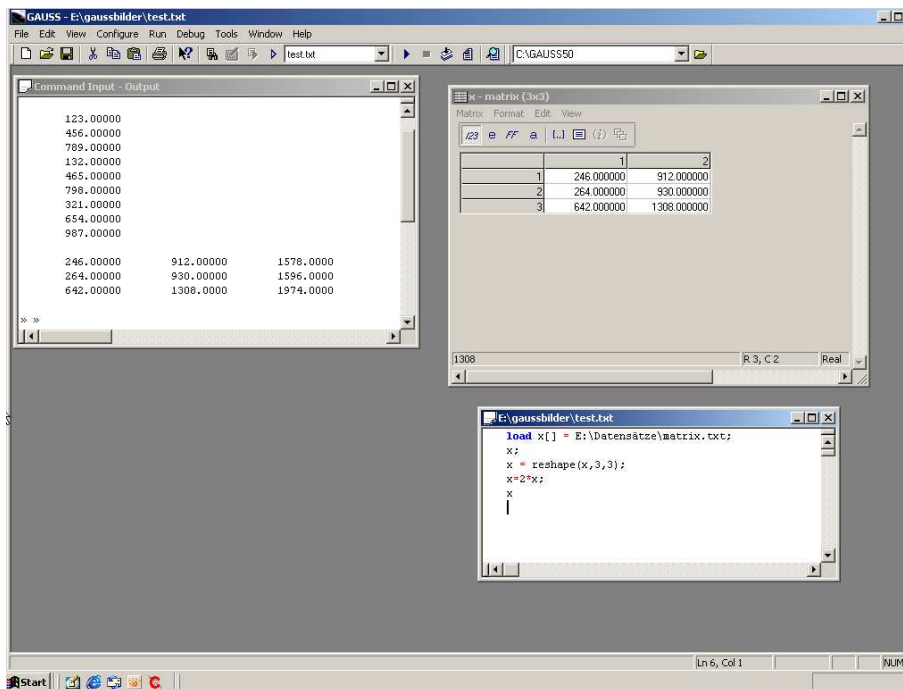 GAUSS - E:\gaussbilder\test.txt
File Edit View Configure Run Debug Tools Window Help
test.txt
C:\GAUSS50
Command Input - Output
123.00000
456.00000
789.00000
132.00000
465.00000
798.00000
321.00000
654.00000
987.00000
246.00000 912.00000 1578.0000
264.00000 930.00000 1596.0000
642.00000 1308.0000 1974.0000
» »
x - matrix (3x3)
Matrix Format Edit View
123 e FF a [..] (i)
1 2
1 246.000000 912.000000
2 264.000000 930.000000
3 642.000000 1308.000000
1308 R 3, C 2 Real
E:\gaussbilder\test.txt
load x[] = E:\Datensätze\matrix.txt;
x;
x = reshape(x,3,3);
x=2*x;
x
Ln 6, Col 1 NUM
Start